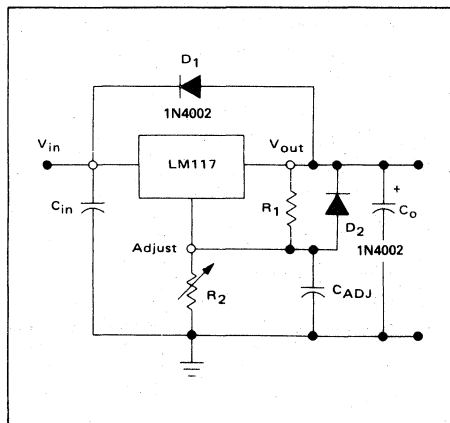 D1
1N4002
Vin
Vout
LM117
Cin
R1
D2
+
Co
1N4002
Adjust
R2
CADJ